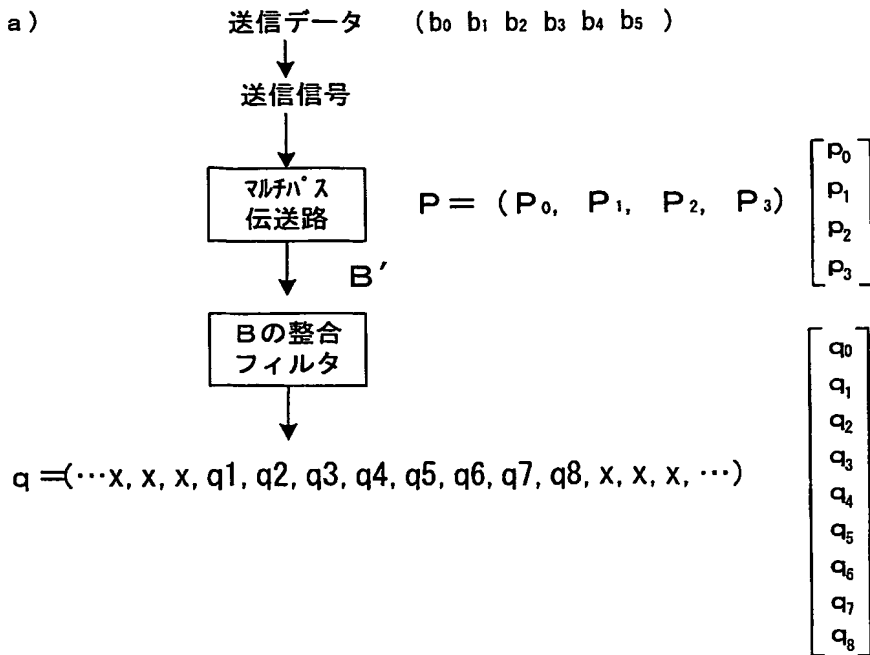 a)
送信データ (b₀ b₁ b₂ b₃ b₄ b₅ )
送信信号
マルチパス
伝送路
P= (P₀, P₁, P₂, P₃)
p₀
p₁
p₂
p₃
B′
Bの整合
フィルタ
q=(…x, x, x, q1, q2, q3, q4, q5, q6, q7, q8, x, x, x, …)
q₀
q₁
q₂
q₃
q₄
q₅
q₆
q₇
q₈